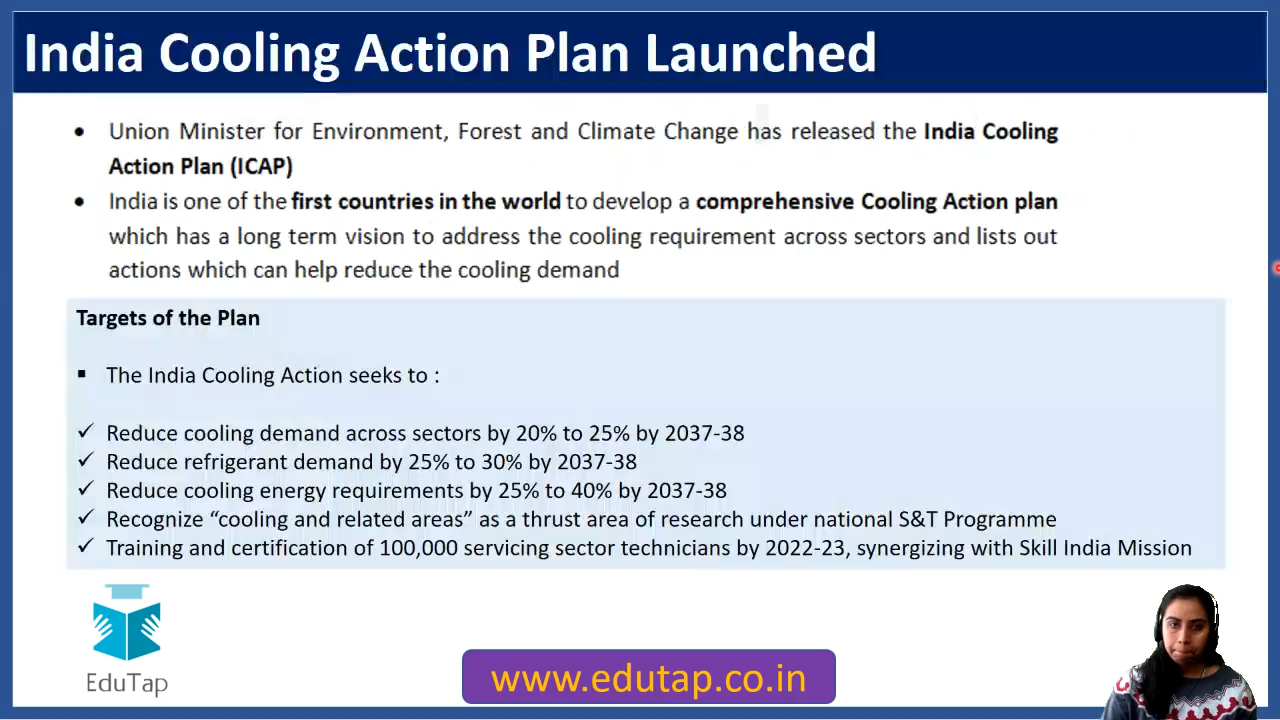 India Cooling Action Plan Launched
• Union Minister for Environment, Forest and Climate Change has released the India Cooling
Action Plan (ICAP)
• India is one of the first countries in the world to develop a comprehensive Cooling Action plan
which has a long term vision to address the cooling requirement across sectors and lists out
actions which can help reduce the cooling demand
Targets of the Plan
▪ The India Cooling Action seeks to :
✓ Reduce cooling demand across sectors by 20% to 25% by 2037-38
✓ Reduce refrigerant demand by 25% to 30% by 2037-38
✓ Reduce cooling energy requirements by 25% to 40% by 2037-38
✓ Recognize “cooling and related areas” as a thrust area of research under national S&T Programme
✓ Training and certification of 100,000 servicing sector technicians by 2022-23, synergizing with Skill India Mission
EduTap
www.edutap.co.in